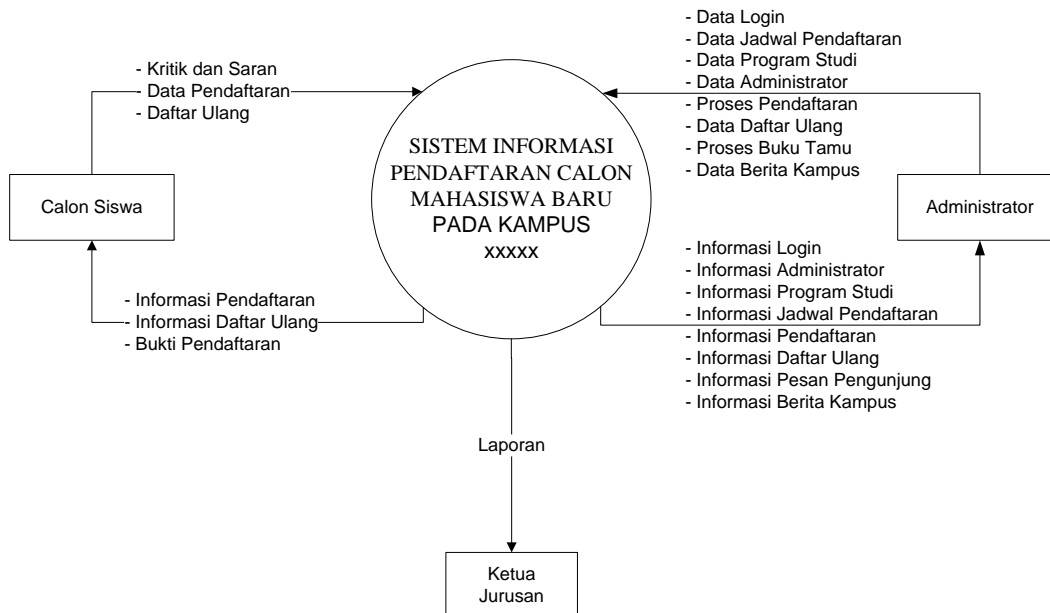 - Kritik dan Saran
- Data Pendaftaran
- Daftar Ulang
Calon Siswa
- Informasi Pendaftaran
- Informasi Daftar Ulang
- Bukti Pendaftaran
SISTEM INFORMASI
PENDAFTARAN CALON
MAHASISWA BARU
PADA KAMPUS
xxxxx
- Data Login
- Data Jadwal Pendaftaran
- Data Program Studi
- Data Administrator
- Proses Pendaftaran
- Data Daftar Ulang
- Proses Buku Tamu
- Data Berita Kampus
Administrator
- Informasi Login
- Informasi Administrator
- Informasi Program Studi
- Informasi Jadwal Pendaftaran
- Informasi Pendaftaran
- Informasi Daftar Ulang
- Informasi Pesan Pengunjung
- Informasi Berita Kampus
Laporan
Ketua
Jurusan